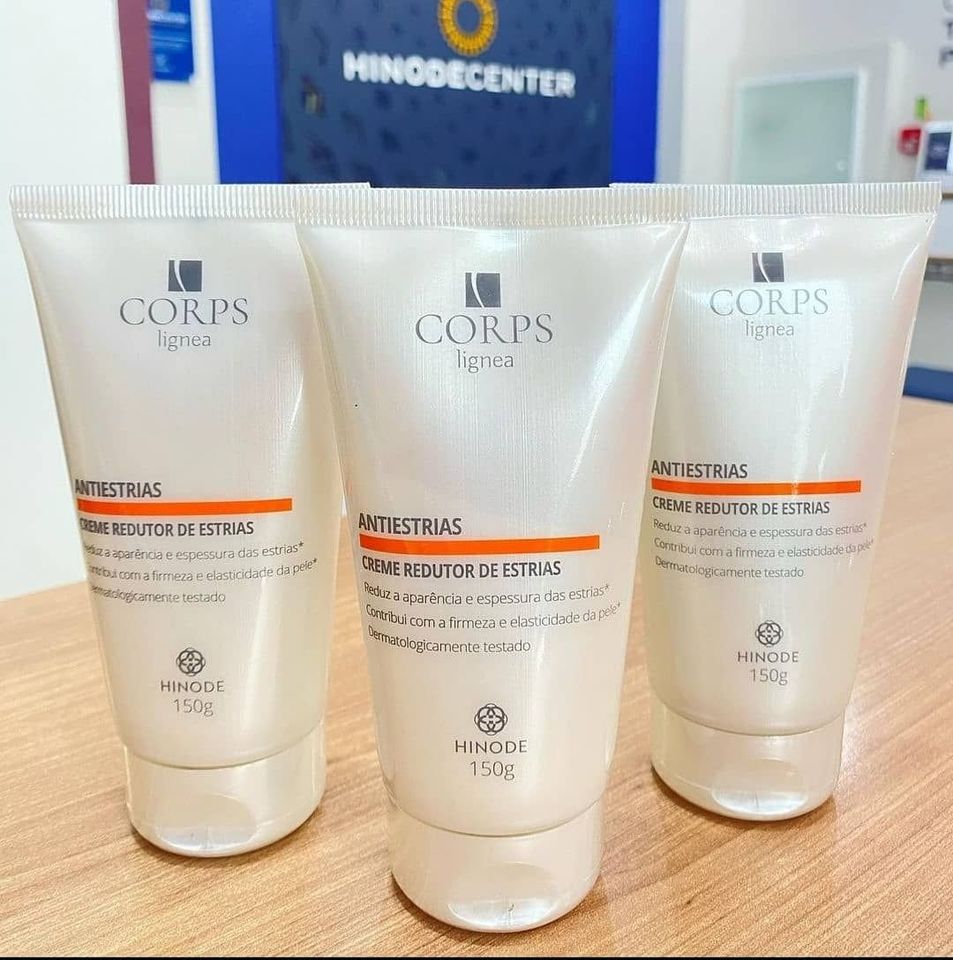 HINODECENTER
CORPS
lignea
ANTIESTRIAS
CREME REDUTOR DE ESTRIAS
Reduz a aparência e espessura das estrias*
Contribui com a firmeza e elasticidade da pele*
Dermatologicamente testado
HINODE
150g
CORPS
lignea
ANTIESTRIAS
CREME REDUTOR DE ESTRIAS
Reduz a aparência e espessura das estrias*
Contribui com a firmeza e elasticidade da pele*
Dermatologicamente testado
HINODE
150g
CORPS
lignea
ANTIESTRIAS
CREME REDUTOR DE ESTRIAS
Reduz a aparência e espessura das estrias*
Contribui com a firmeza e elasticidade da pele*
Dermatologicamente testado
HINODE
150g